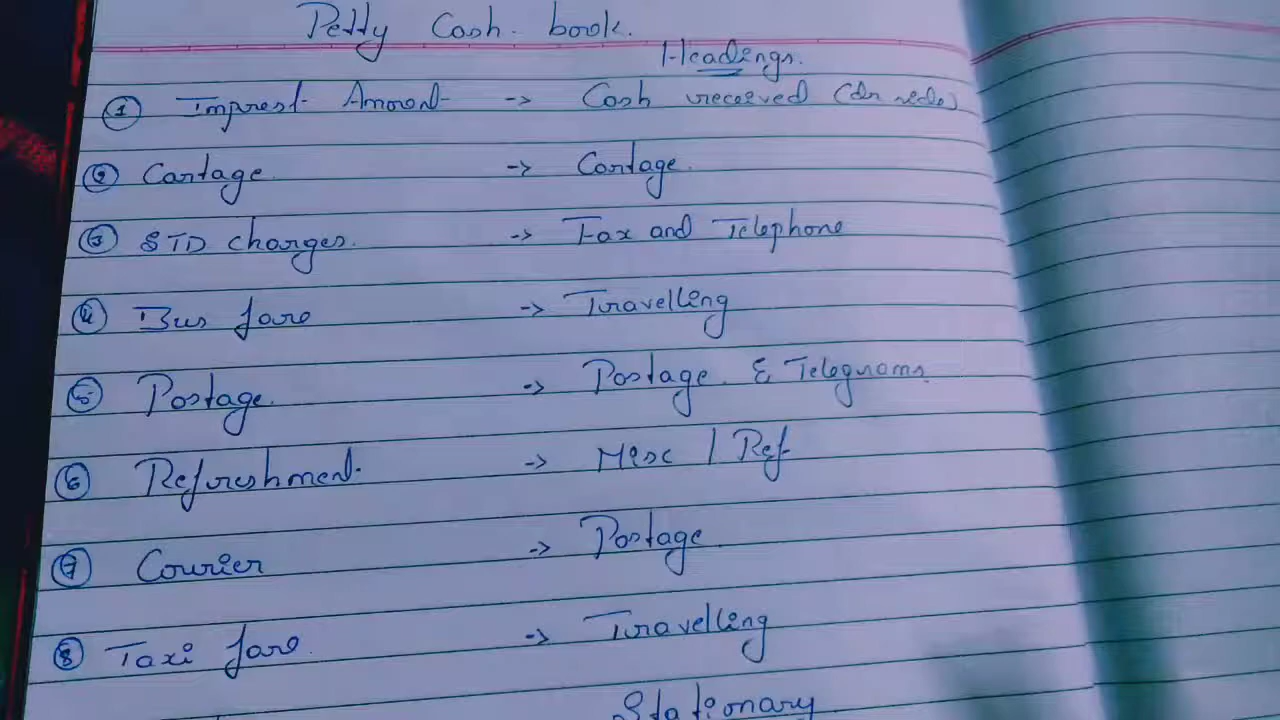 Petty Cash book.
Headings.
① Imprest Amount -> Cash received (dr side)
② Cartage. -> Cartage.
③ STD charges. -> Fax and Telephone
④ Bus fare -> Travelling
⑤ Postage. -> Postage. & Telegrams.
⑥ Refreshment. -> Misc / Ref
⑦ Courier -> Postage
⑧ Taxi fare. -> Travelling
Stationary